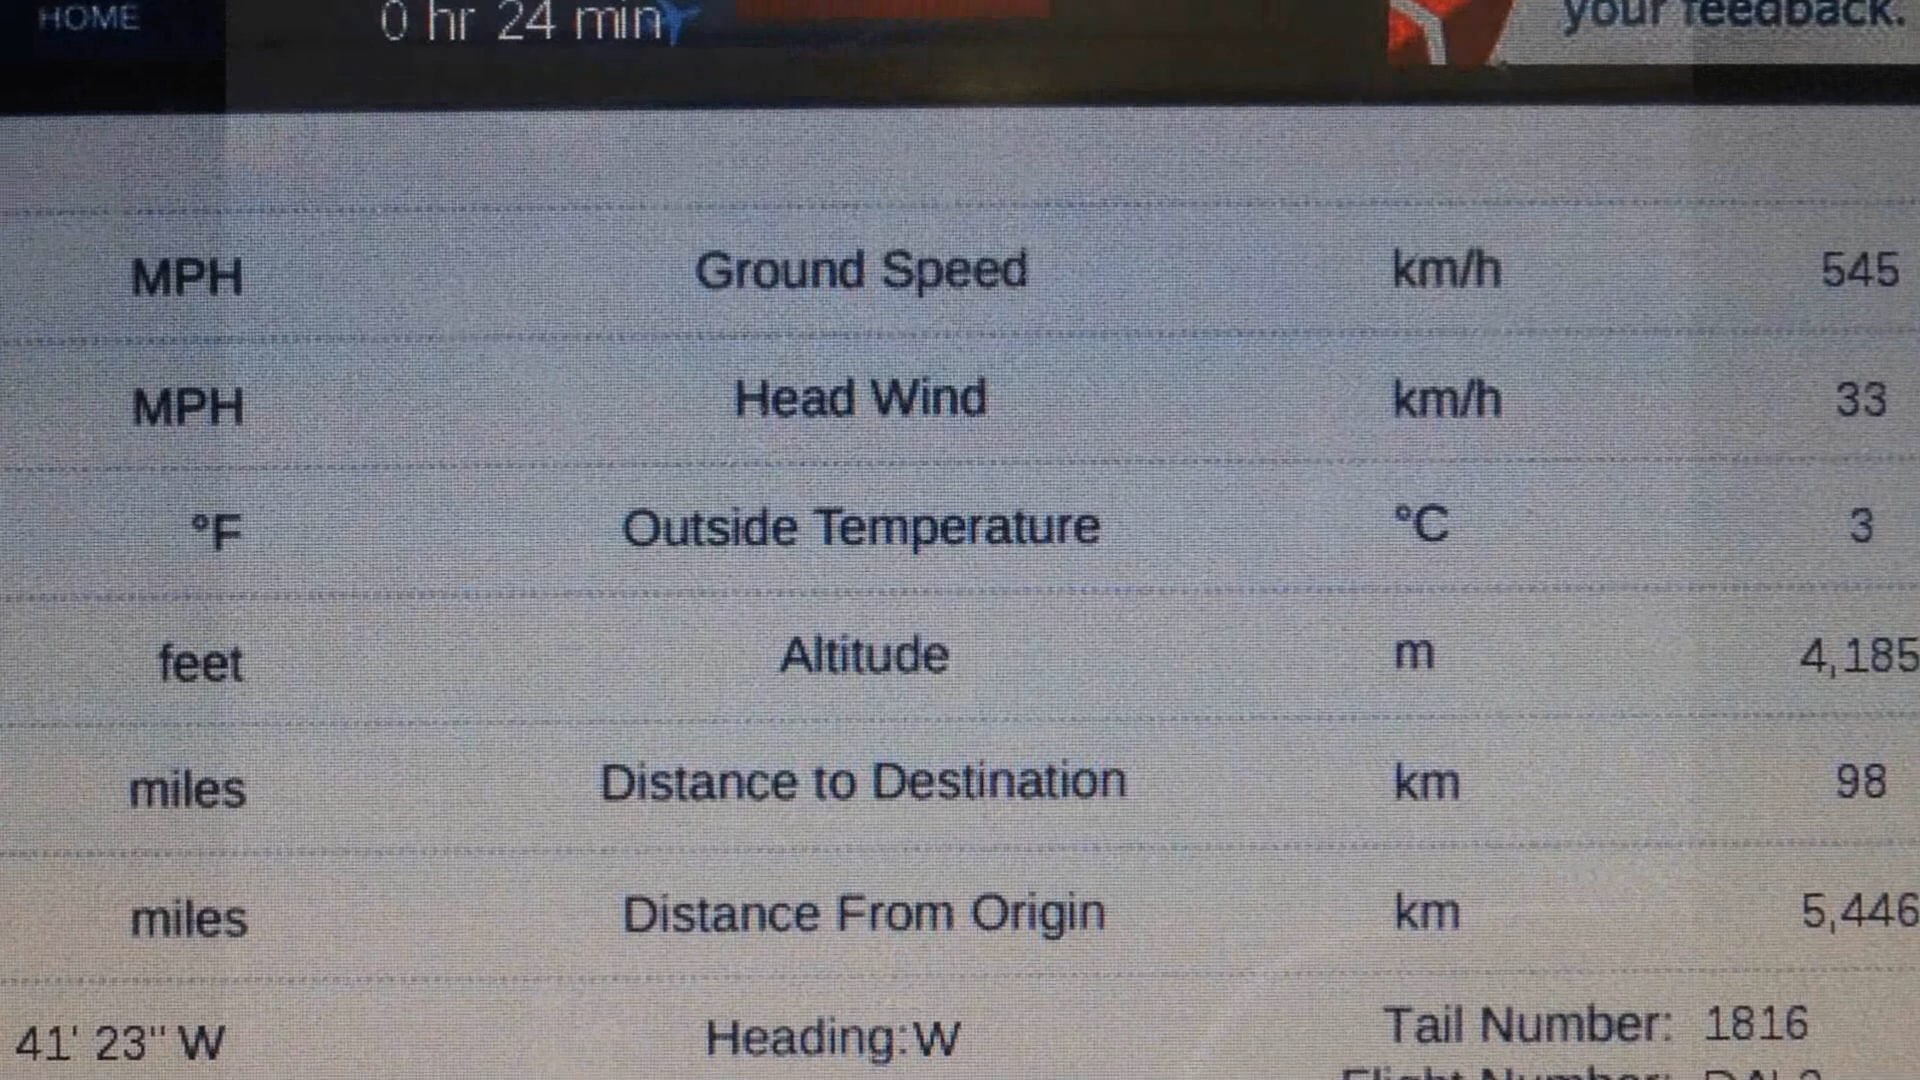 HOME
0 hr 24 min
your feedback.
MPH Ground Speed km/h 545
MPH Head Wind km/h 33
°F Outside Temperature °C 3
feet Altitude m 4,185
miles Distance to Destination km 98
miles Distance From Origin km 5,446
41' 23" W Heading:W Tail Number: 1816
Flight Number: